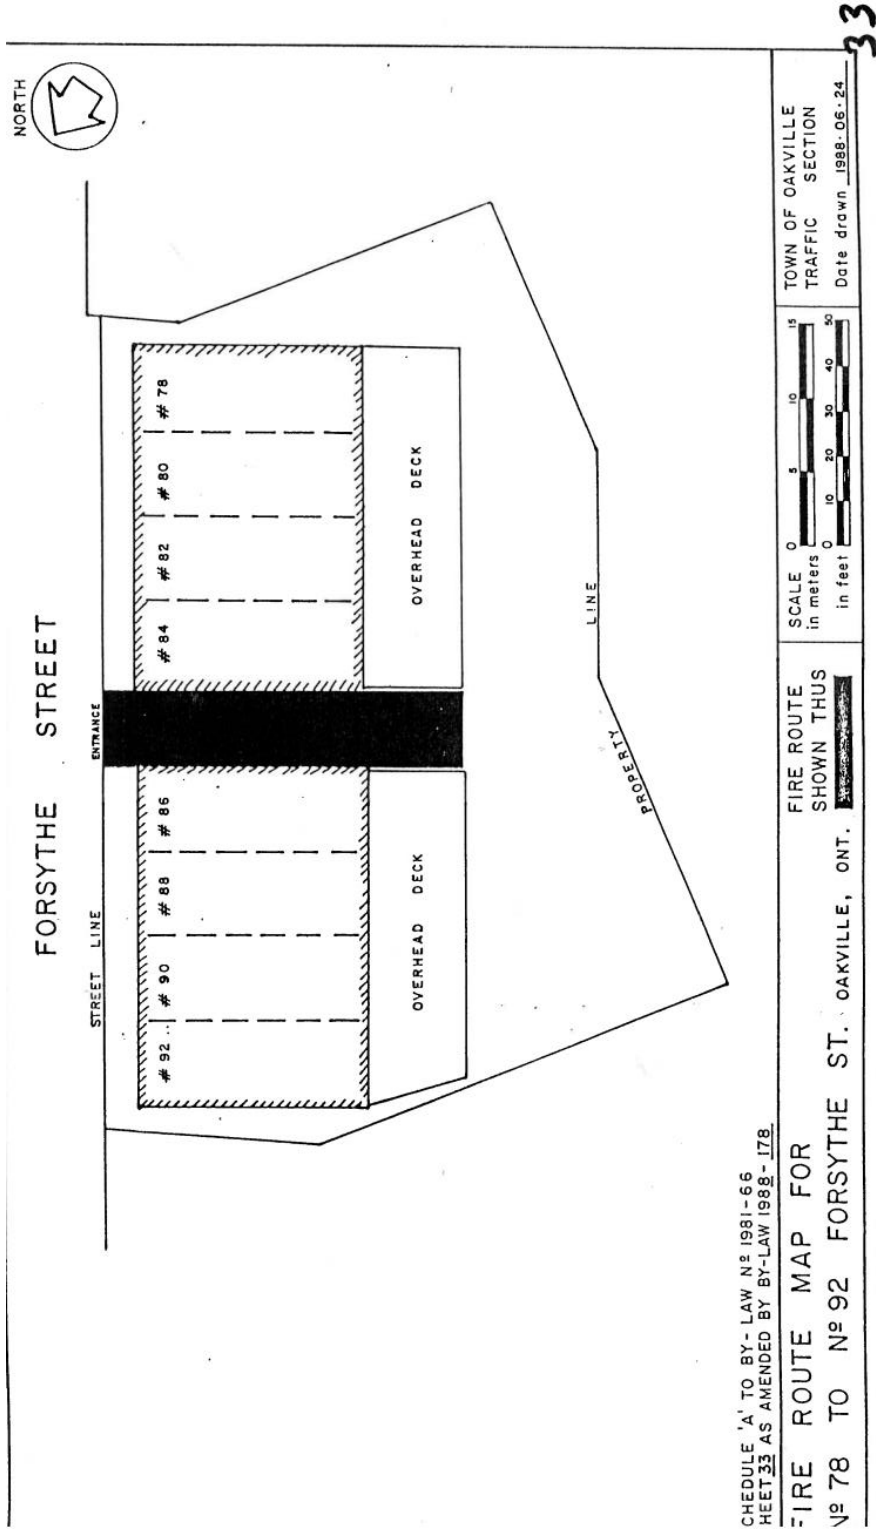 33
NORTH
FORSYTHE STREET
STREET LINE
ENTRANCE
# 92
# 90
# 88
# 86
# 84
# 82
# 80
# 78
OVERHEAD DECK
OVERHEAD DECK
PROPERTY LINE
CHEDULE 'A' TO BY-LAW Nº 1981-66
HEET 33 AS AMENDED BY BY-LAW 1988-178
FIRE ROUTE MAP FOR
Nº 78 TO Nº 92 FORSYTHE ST. OAKVILLE, ONT.
FIRE ROUTE
SHOWN THUS
SCALE
in meters
0 5 10 15
in feet
0 10 20 30 40 50
TOWN OF OAKVILLE
TRAFFIC SECTION
Date drawn 1988·06·24